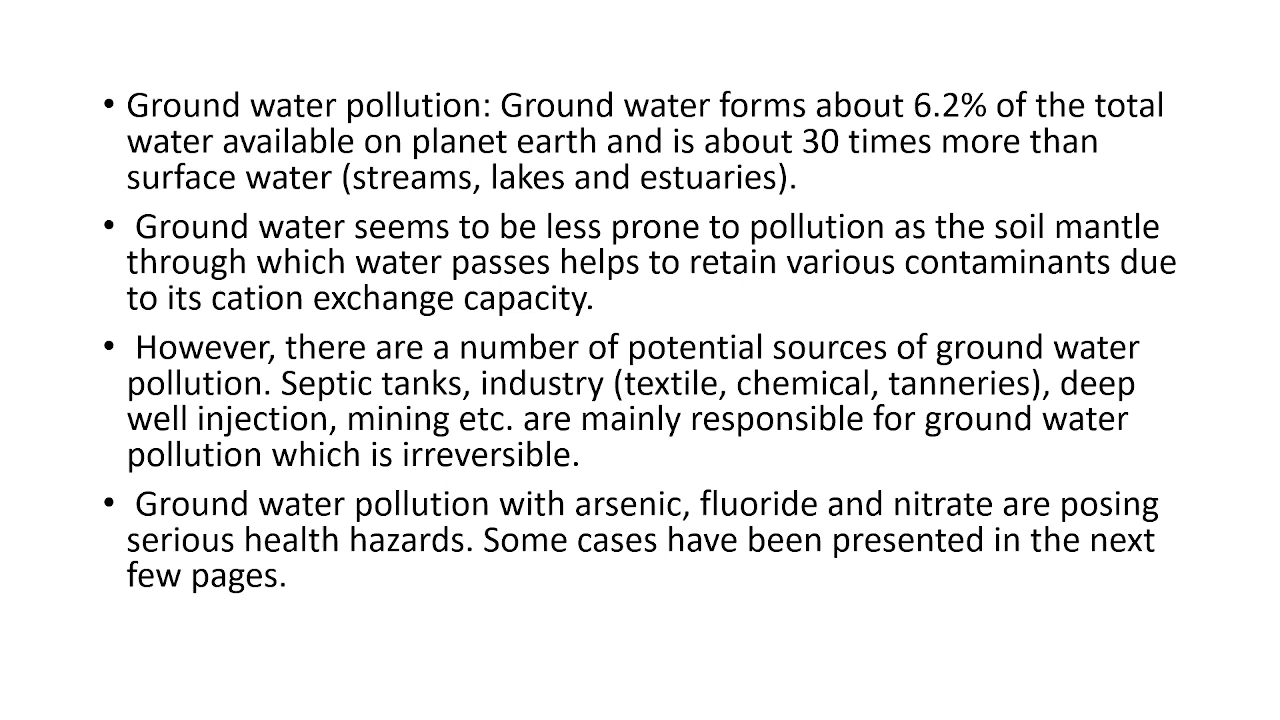 • Ground water pollution: Ground water forms about 6.2% of the total
water available on planet earth and is about 30 times more than
surface water (streams, lakes and estuaries).
• Ground water seems to be less prone to pollution as the soil mantle
through which water passes helps to retain various contaminants due
to its cation exchange capacity.
• However, there are a number of potential sources of ground water
pollution. Septic tanks, industry (textile, chemical, tanneries), deep
well injection, mining etc. are mainly responsible for ground water
pollution which is irreversible.
• Ground water pollution with arsenic, fluoride and nitrate are posing
serious health hazards. Some cases have been presented in the next
few pages.